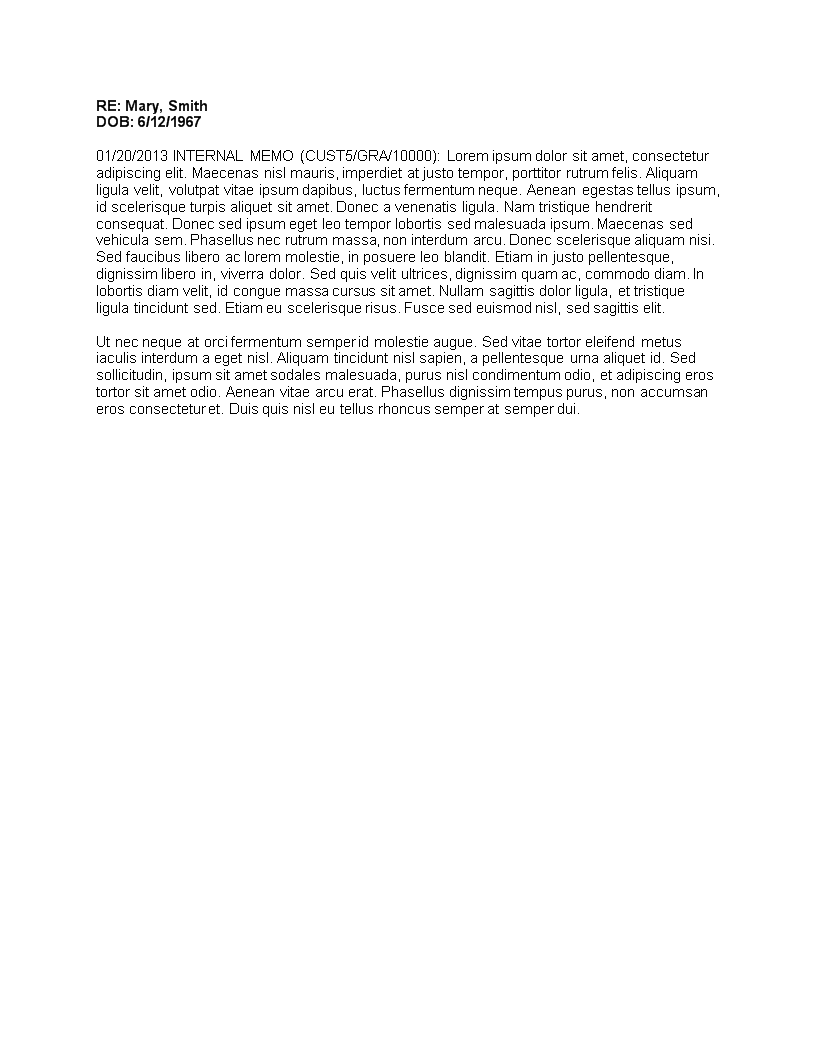 RE: Mary, Smith
DOB: 6/12/1967
01/20/2013 INTERNAL MEMO (CUST5/GRA/10000): Lorem ipsum dolor sit amet, consectetur
adipiscing elit. Maecenas nisl mauris, imperdiet at justo tempor, porttitor rutrum felis. Aliquam
ligula velit, volutpat vitae ipsum dapibus, luctus fermentum neque. Aenean egestas tellus ipsum,
id scelerisque turpis aliquet sit amet. Donec a venenatis ligula. Nam tristique hendrerit
consequat. Donec sed ipsum eget leo tempor lobortis sed malesuada ipsum. Maecenas sed
vehicula sem. Phasellus nec rutrum massa, non interdum arcu. Donec scelerisque aliquam nisi.
Sed faucibus libero ac lorem molestie, in posuere leo blandit. Etiam in justo pellentesque,
dignissim libero in, viverra dolor. Sed quis velit ultrices, dignissim quam ac, commodo diam. In
lobortis diam velit, id congue massa cursus sit amet. Nullam sagittis dolor ligula, et tristique
ligula tincidunt sed. Etiam eu scelerisque risus. Fusce sed euismod nisl, sed sagittis elit.
Ut nec neque at orci fermentum semper id molestie augue. Sed vitae tortor eleifend metus
iaculis interdum a eget nisl. Aliquam tincidunt nisl sapien, a pellentesque urna aliquet id. Sed
sollicitudin, ipsum sit amet sodales malesuada, purus nisl condimentum odio, et adipiscing eros
tortor sit amet odio. Aenean vitae arcu erat. Phasellus dignissim tempus purus, non accumsan
eros consectetur et. Duis quis nisl eu tellus rhoncus semper at semper dui.